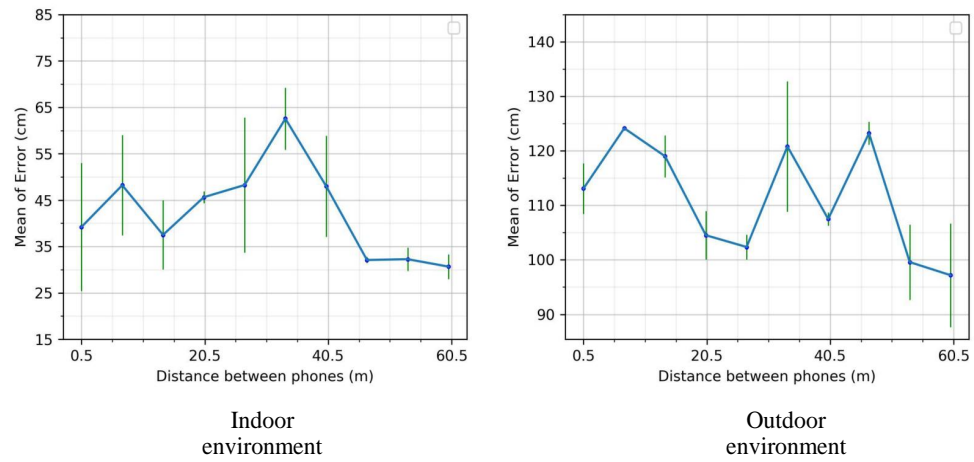 85
75
65
55
45
35
25
15
Mean of Error (cm)
0.5 20.5 40.5 60.5
Distance between phones (m)
Indoor
environment
140
130
120
110
100
90
Mean of Error (cm)
0.5 20.5 40.5 60.5
Distance between phones (m)
Outdoor
environment